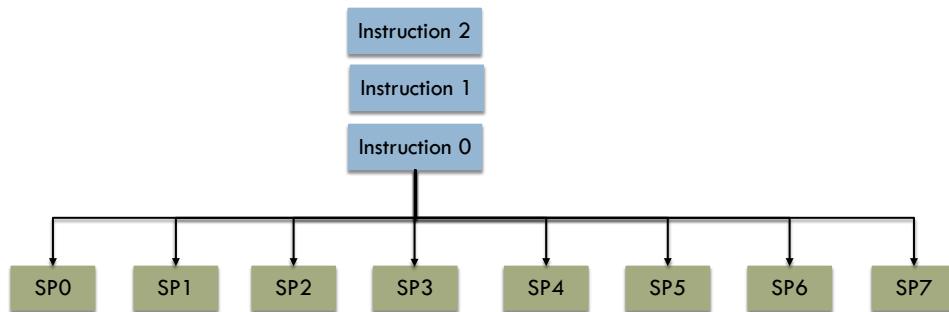 Instruction 2
Instruction 1
Instruction 0
SP0 SP1 SP2 SP3 SP4 SP5 SP6 SP7